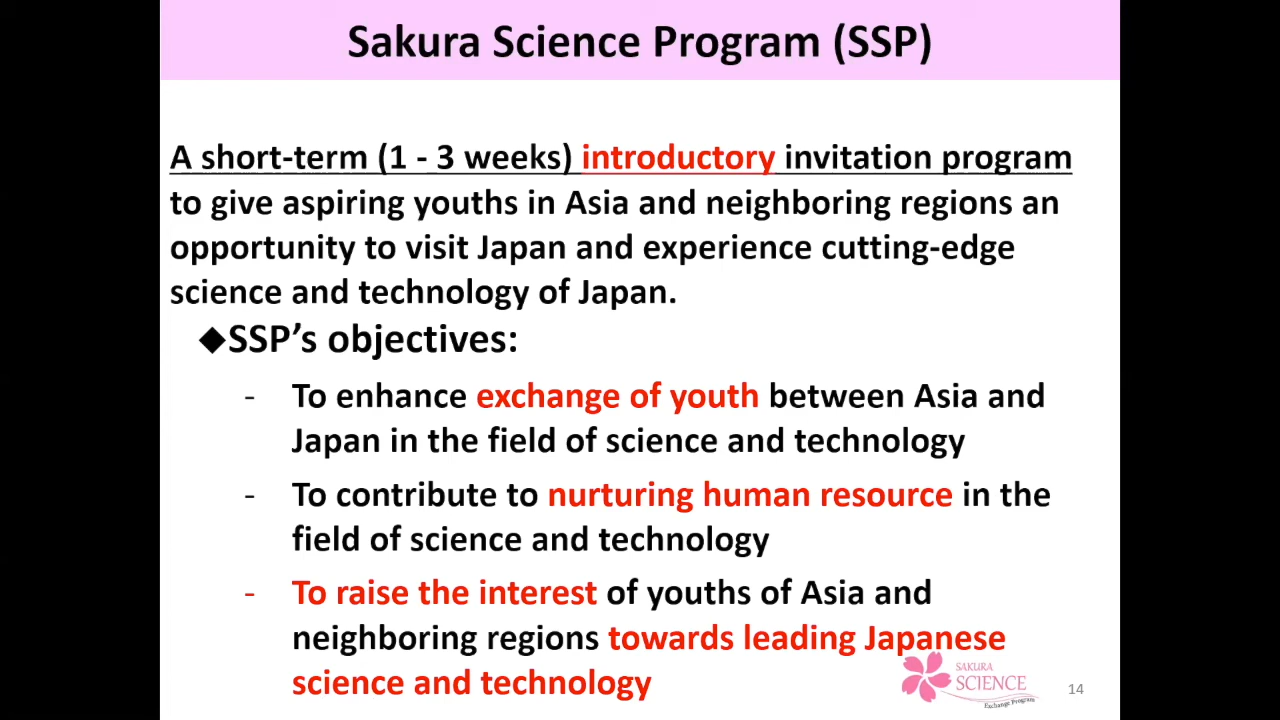 Sakura Science Program (SSP)
A short-term (1 - 3 weeks) introductory invitation program
to give aspiring youths in Asia and neighboring regions an
opportunity to visit Japan and experience cutting-edge
science and technology of Japan.
◆SSP’s objectives:
- To enhance exchange of youth between Asia and
Japan in the field of science and technology
- To contribute to nurturing human resource in the
field of science and technology
- To raise the interest of youths of Asia and
neighboring regions towards leading Japanese
science and technology
SAKURA
SCIENCE
Exchange Program
14